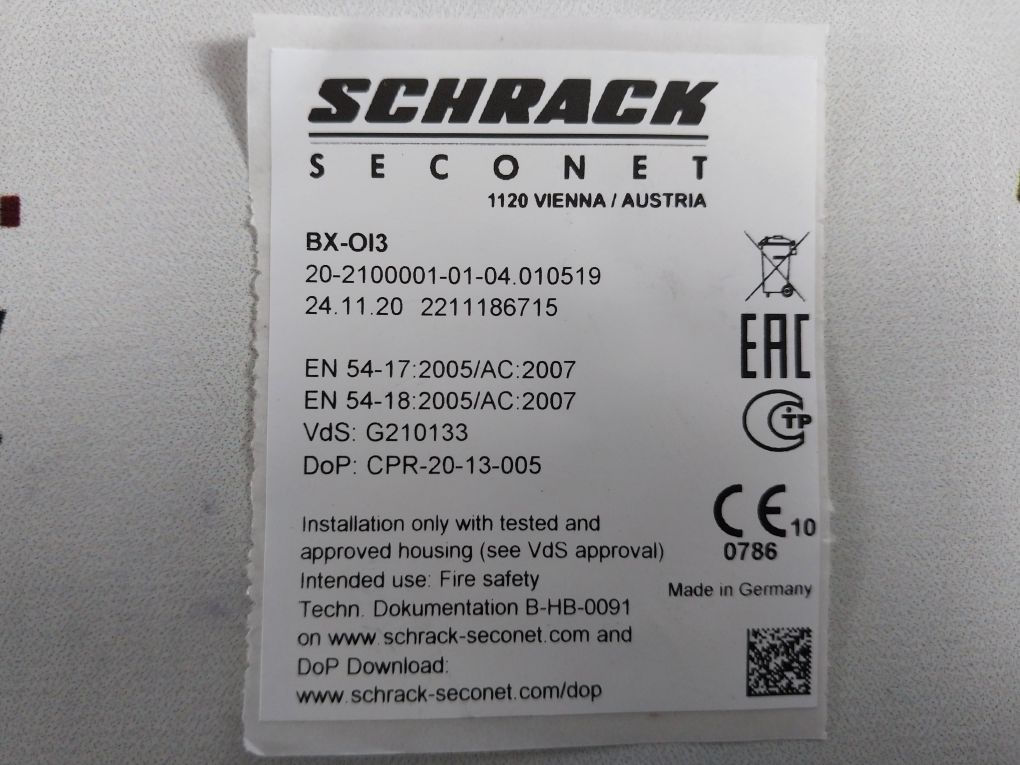 SCHRACK
SECONET
1120 VIENNA / AUSTRIA
BX-OI3
20-2100001-01-04.010519
24.11.20 2211186715
EN 54-17:2005/AC:2007
EN 54-18:2005/AC:2007
VdS: G210133
DoP: CPR-20-13-005
EAC
TP
CE 10
0786
Installation only with tested and
approved housing (see VdS approval)
Intended use: Fire safety
Made in Germany
Techn. Dokumentation B-HB-0091
on www.schrack-seconet.com and
DoP Download:
www.schrack-seconet.com/dop